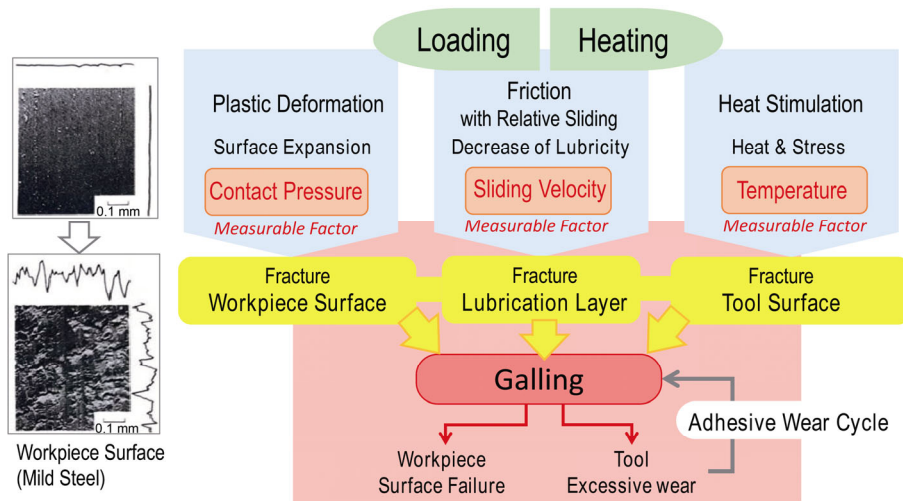 Loading
Heating
Plastic Deformation
Surface Expansion
Contact Pressure
Measurable Factor
Friction
with Relative Sliding
Decrease of Lubricity
Sliding Velocity
Measurable Factor
Heat Stimulation
Heat & Stress
Temperature
Measurable Factor
0.1 mm
Fracture
Workpiece Surface
Fracture
Lubrication Layer
Fracture
Tool Surface
Galling
Adhesive Wear Cycle
Workpiece
Surface Failure
Tool
Excessive wear
0.1 mm
Workpiece Surface
(Mild Steel)